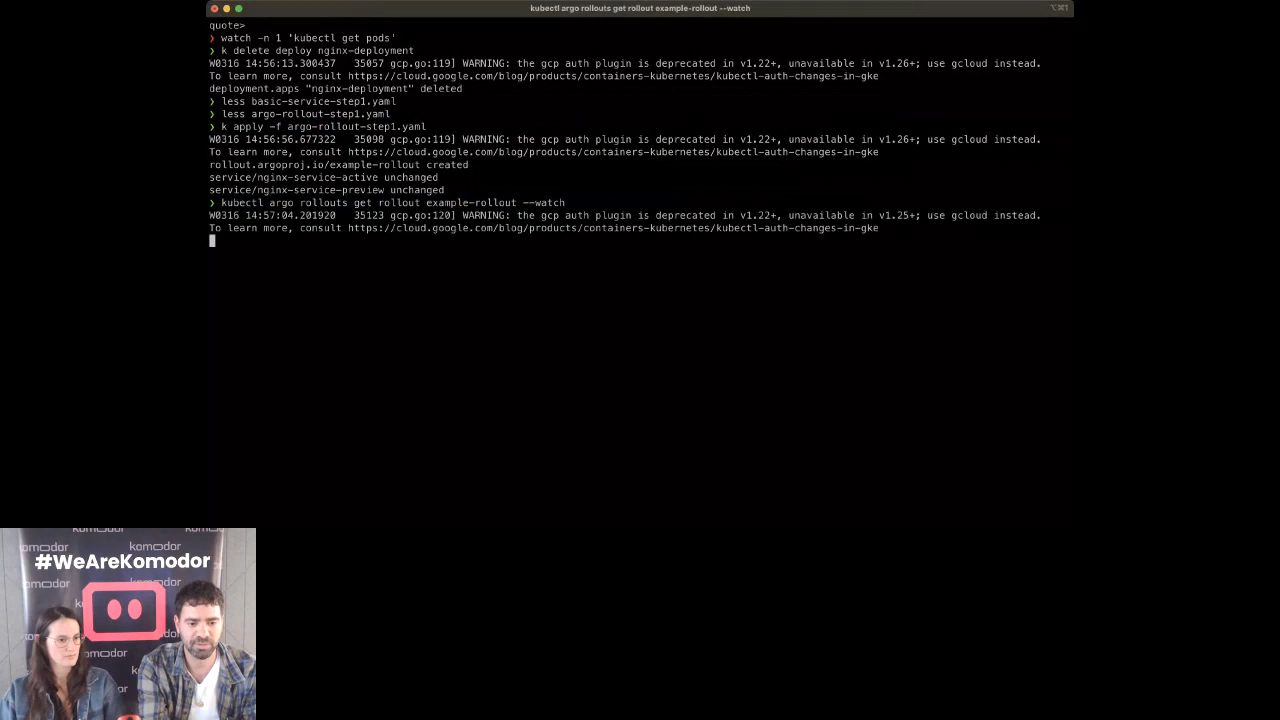 kubectl argo rollouts get rollout example-rollout --watch
⌥⌘1
quote>
❯ watch -n 1 'kubectl get pods'
❯ k delete deploy nginx-deployment
W0316 14:56:13.300437   35057 gcp.go:119] WARNING: the gcp auth plugin is deprecated in v1.22+, unavailable in v1.26+; use gcloud instead.
To learn more, consult https://cloud.google.com/blog/products/containers-kubernetes/kubectl-auth-changes-in-gke
deployment.apps "nginx-deployment" deleted
❯ less basic-service-step1.yaml
❯ less argo-rollout-step1.yaml
❯ k apply -f argo-rollout-step1.yaml
W0316 14:56:56.677322   35098 gcp.go:119] WARNING: the gcp auth plugin is deprecated in v1.22+, unavailable in v1.26+; use gcloud instead.
To learn more, consult https://cloud.google.com/blog/products/containers-kubernetes/kubectl-auth-changes-in-gke
rollout.argoproj.io/example-rollout created
service/nginx-service-active unchanged
service/nginx-service-preview unchanged
❯ kubectl argo rollouts get rollout example-rollout --watch
W0316 14:57:04.201920   35123 gcp.go:120] WARNING: the gcp auth plugin is deprecated in v1.22+, unavailable in v1.25+; use gcloud instead.
To learn more, consult https://cloud.google.com/blog/products/containers-kubernetes/kubectl-auth-changes-in-gke
#WeAreKomodor
komodor